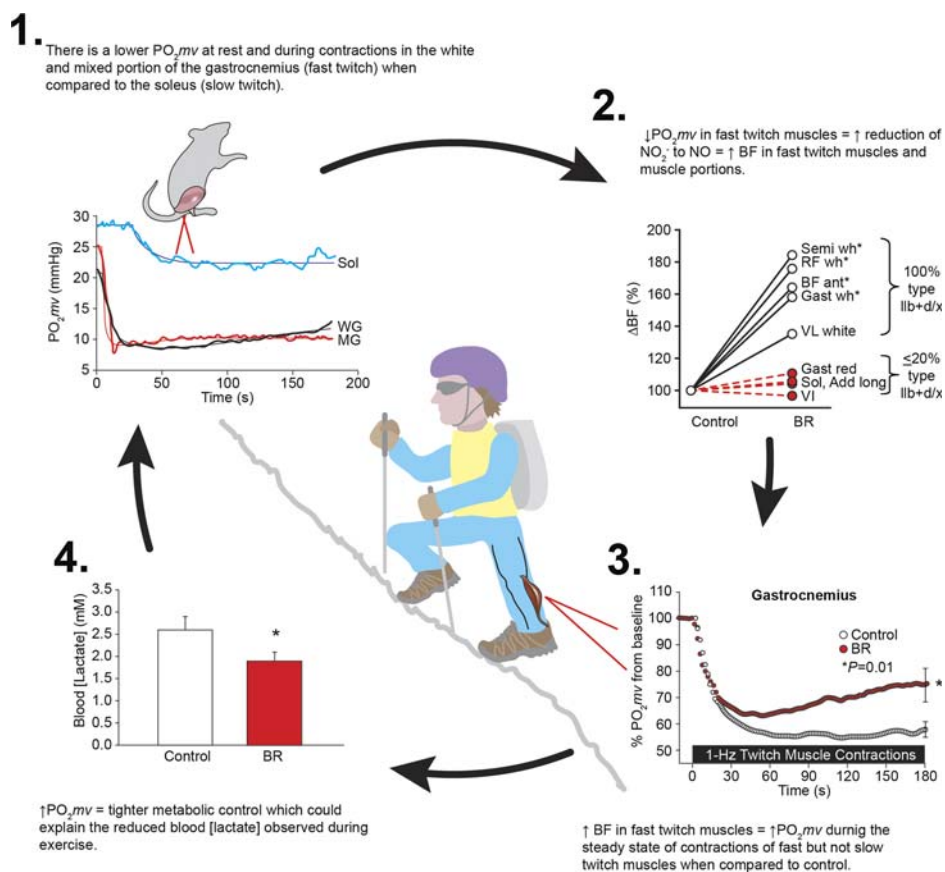 1.
There is a lower PO2mv at rest and during contractions in the white
and mixed portion of the gastrocnemius (fast twitch) when
compared to the soleus (slow twitch).
30
25
20
15
10
5
0
PO2mv (mmHg)
Sol
WG
MG
0 50 100 150 200
Time (s)
2.
↓PO2mv in fast twitch muscles = ↑ reduction of
NO2- to NO = ↑ BF in fast twitch muscles and
muscle portions.
200
180
160
140
120
100
ΔBF (%)
Semi wh*
RF wh*
BF ant*
Gast wh*
VL white
Gast red
Sol, Add long
VI
100%
type
IIb+d/x
≤20%
type
IIb+d/x
Control BR
3.
Gastrocnemius
110
100
90
80
70
60
50
% PO2mv from baseline
Control
BR
*P=0.01
*
1-Hz Twitch Muscle Contractions
0 30 60 90 120 150 180
Time (s)
↑ BF in fast twitch muscles = ↑PO2mv durnig the
steady state of contractions of fast but not slow
twitch muscles when compared to control.
4.
3.5
3.0
2.5
2.0
1.5
1.0
0.5
0.0
Blood [Lactate] (mM)
*
Control BR
↑PO2mv = tighter metabolic control which could
explain the reduced blood [lactate] observed during
exercise.